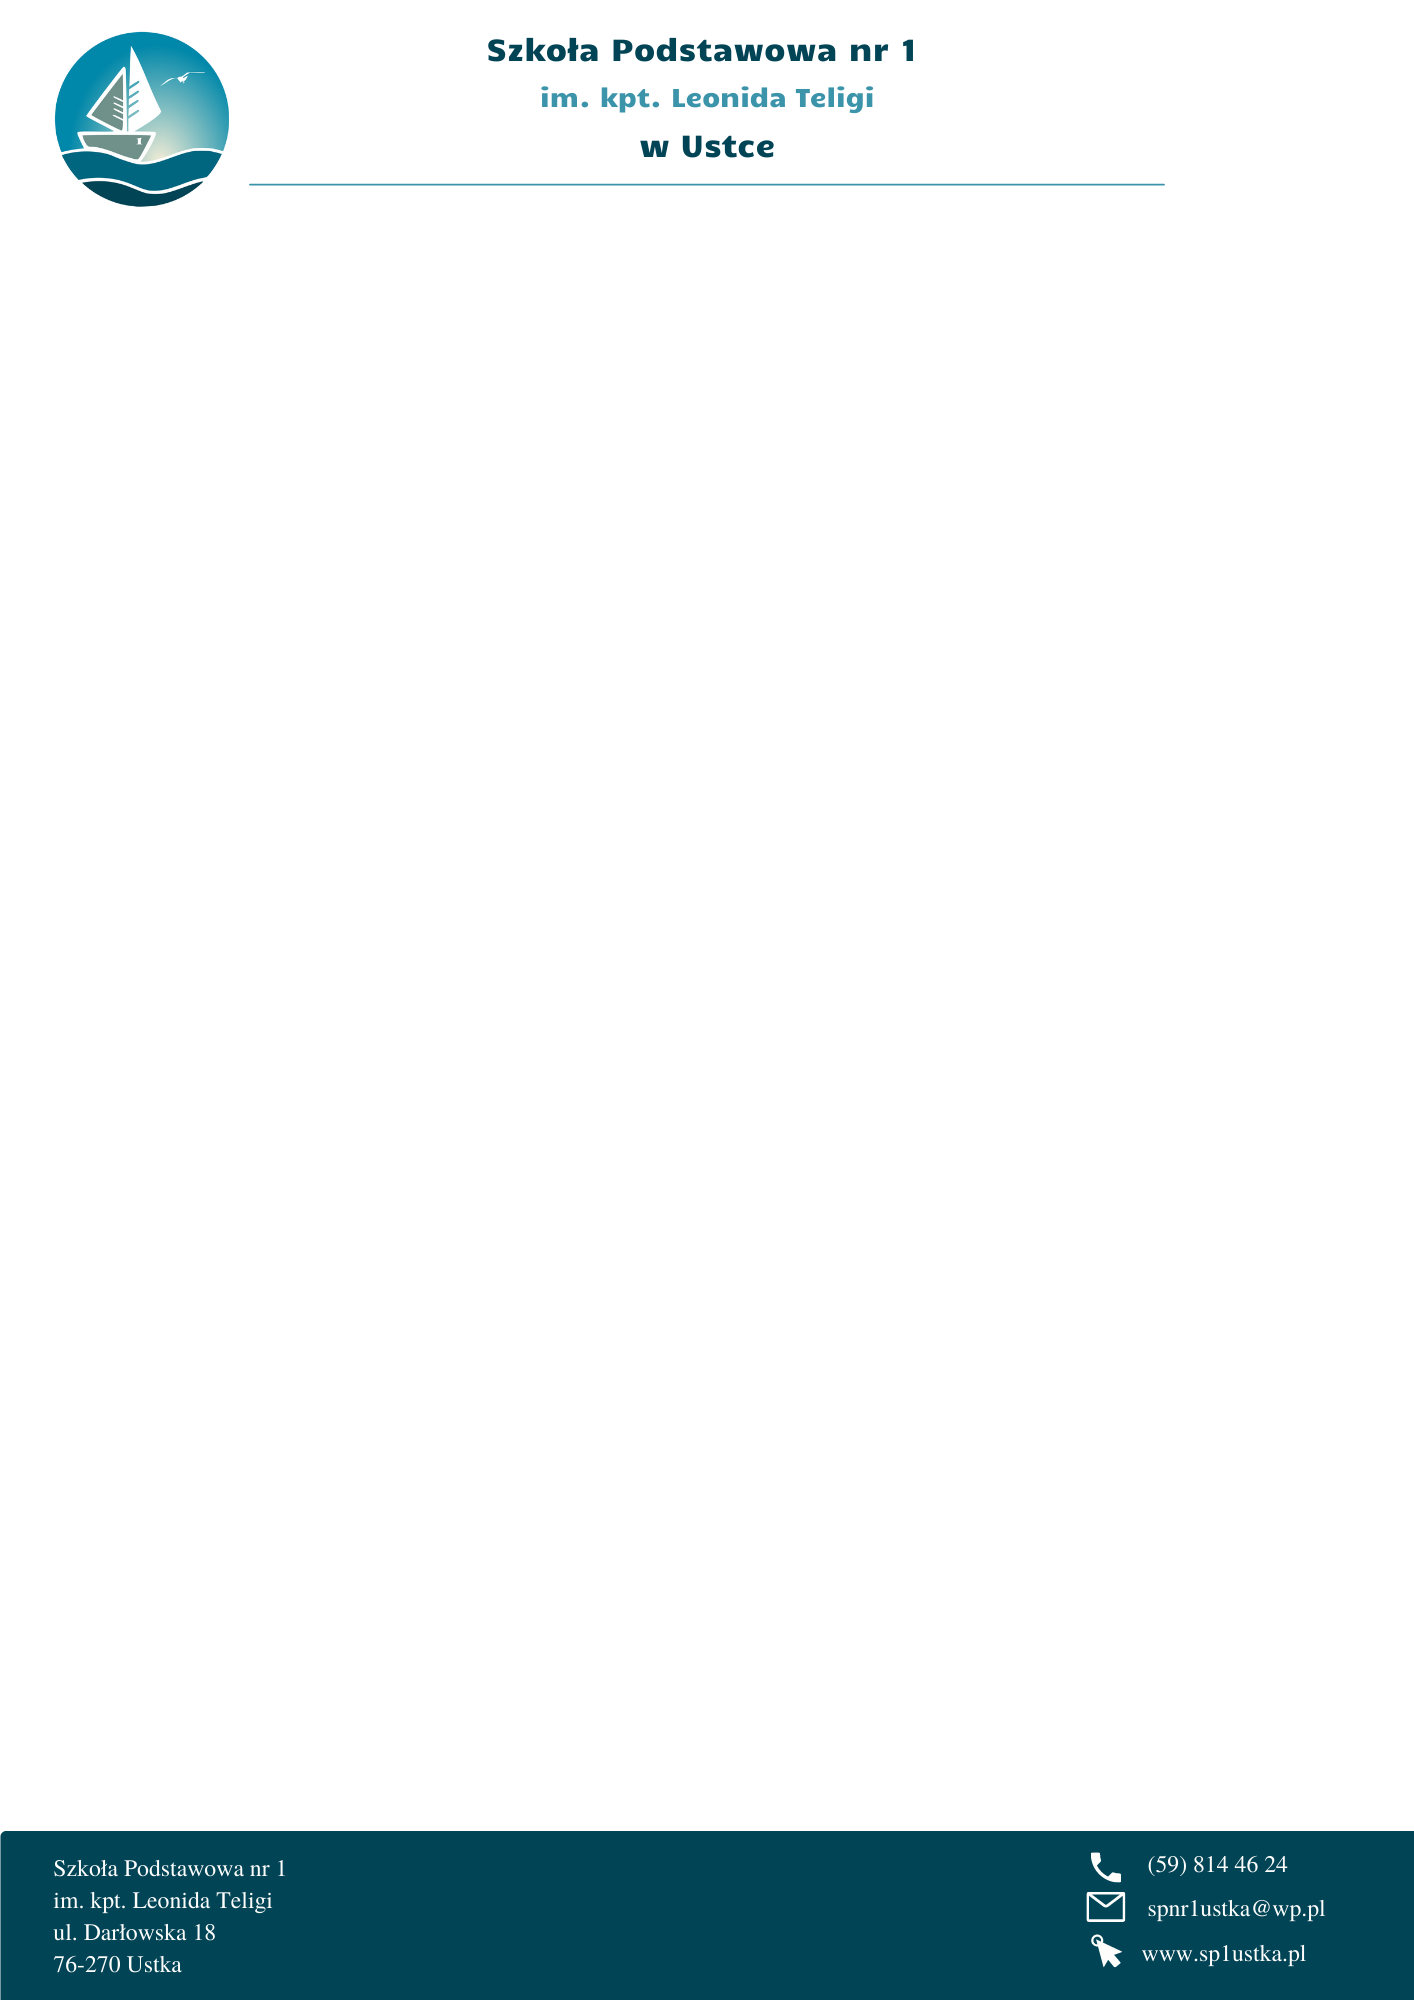 Szkoła Podstawowa nr 1
im. kpt. Leonida Teligi
w Ustce
Szkoła Podstawowa nr 1
im. kpt. Leonida Teligi
ul. Darłowska 18
76-270 Ustka
(59) 814 46 24
spnr1ustka@wp.pl
www.sp1ustka.pl